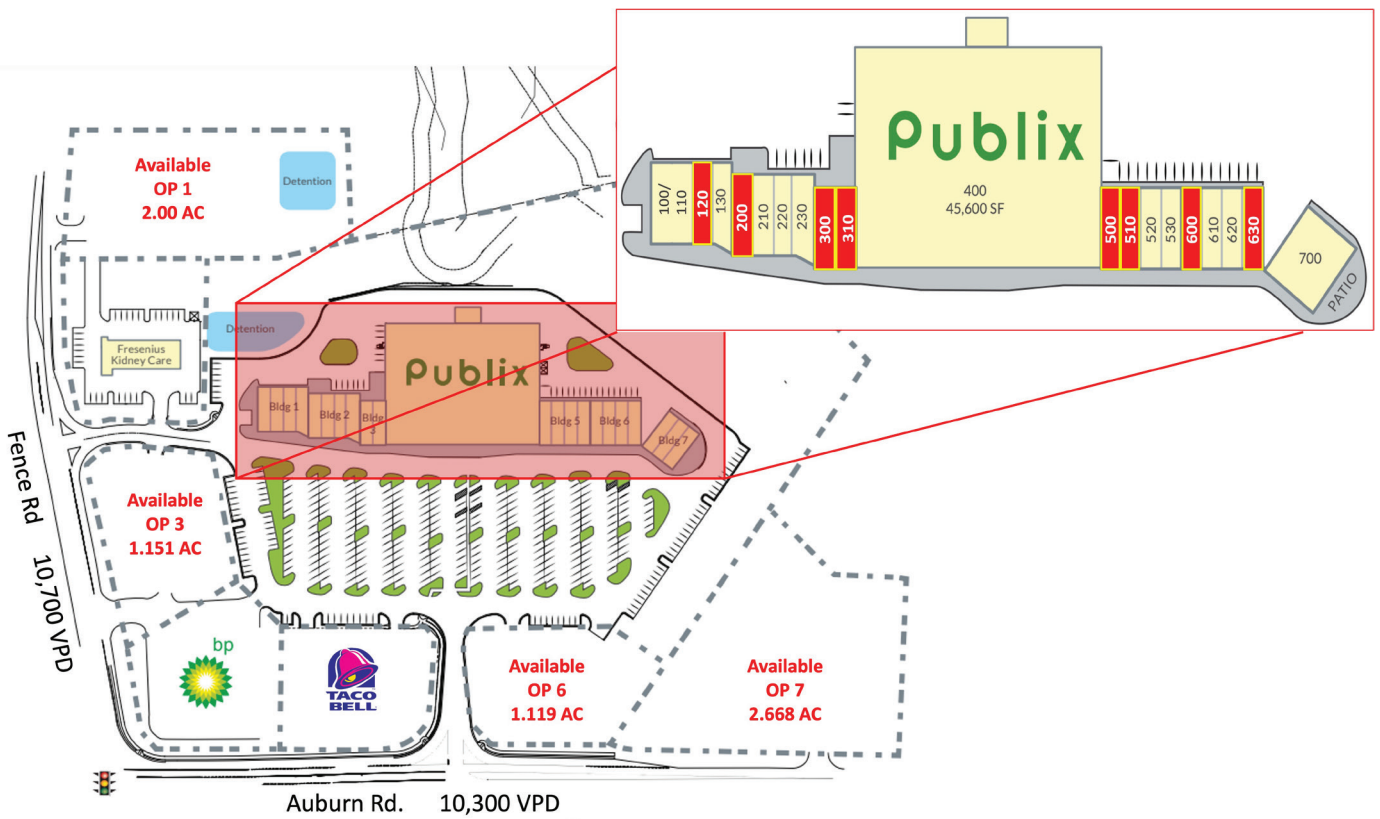 Publix
400
45,600 SF
100/
110
120
130
200
210
220
230
300
310
500
510
520
530
600
610
620
630
700
PATIO
Available
OP 1
2.00 AC
Detention
Fresenius
Kidney Care
Detention
Publix
Bldg 1
Bldg 2
Bldg
3
Bldg 5
Bldg 6
Bldg 7
Fence Rd 10,700 VPD
Available
OP 3
1.151 AC
bp
TACO
BELL
Available
OP 6
1.119 AC
Available
OP 7
2.668 AC
Auburn Rd. 10,300 VPD